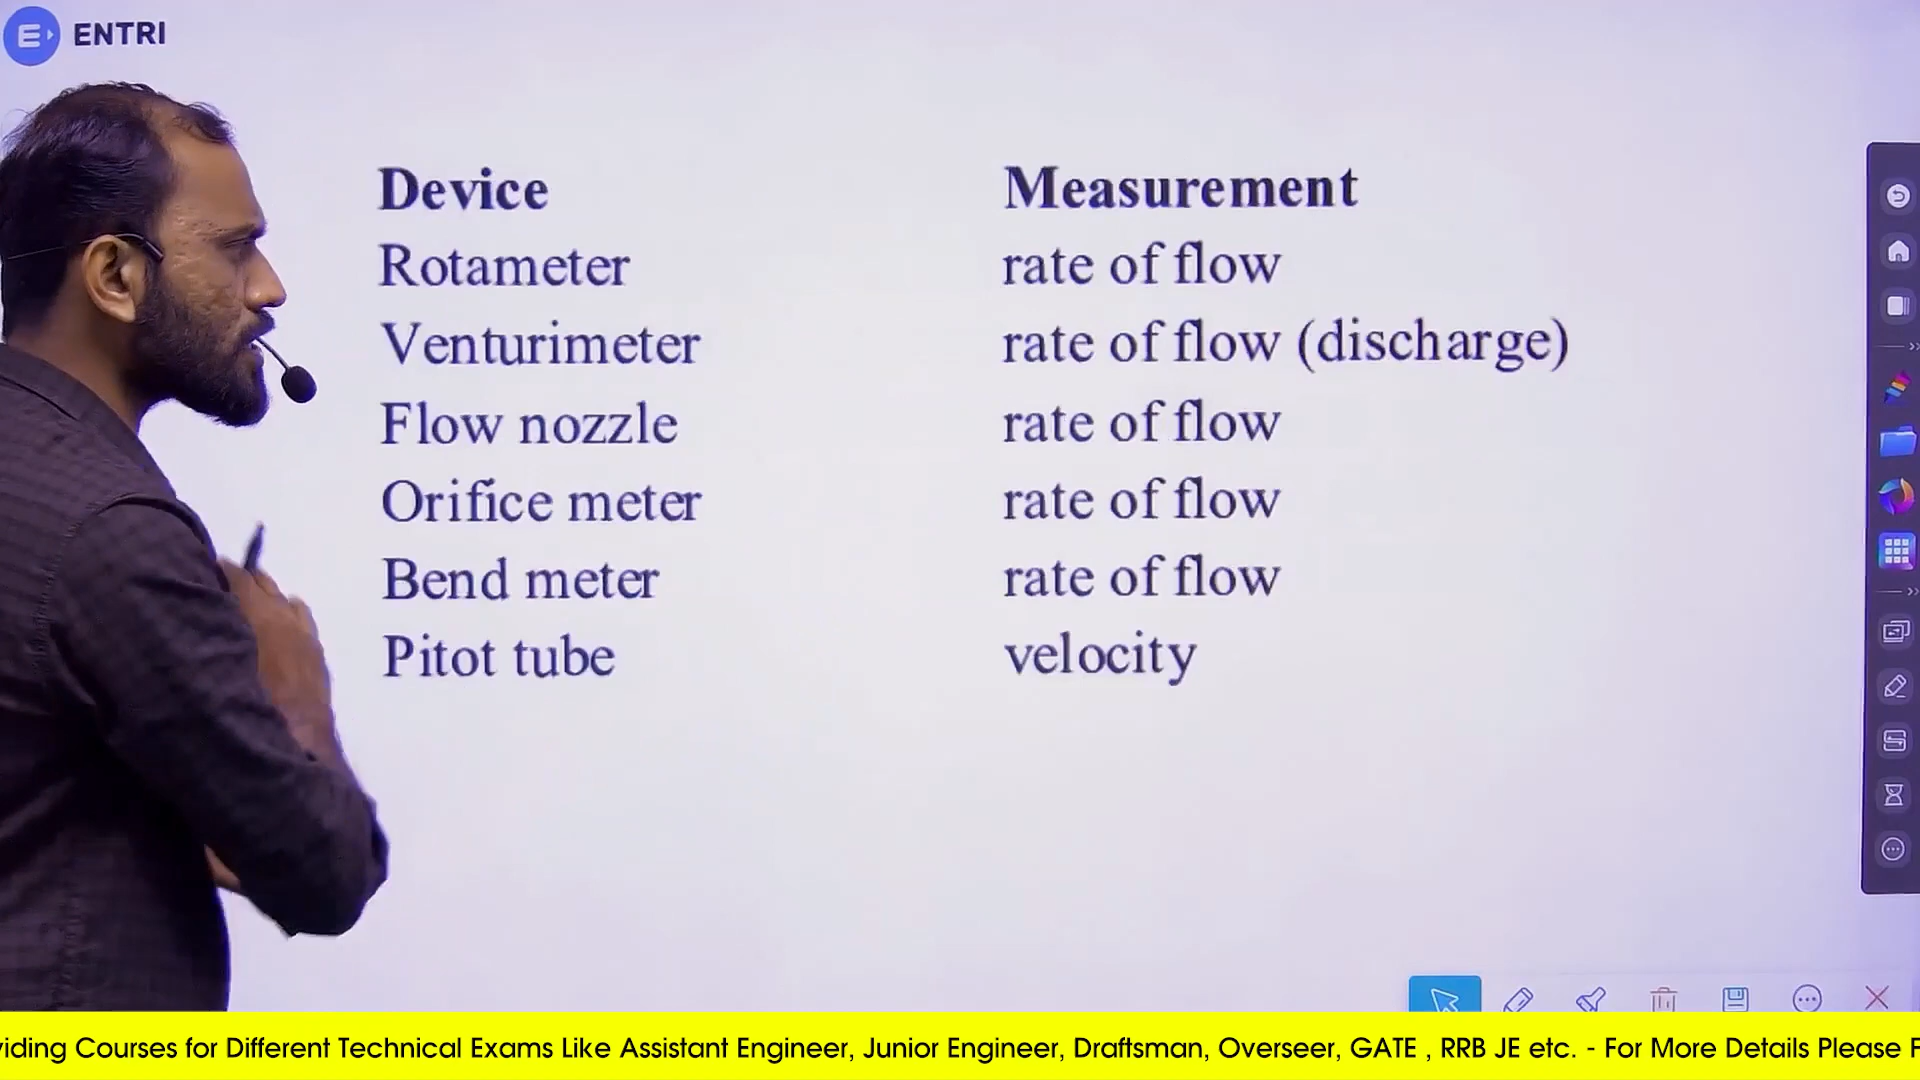 ENTRI
Device Measurement
Rotameter rate of flow
Venturimeter rate of flow (discharge)
Flow nozzle rate of flow
Orifice meter rate of flow
Bend meter rate of flow
Pitot tube velocity
viding Courses for Different Technical Exams Like Assistant Engineer, Junior Engineer, Draftsman, Overseer, GATE , RRB JE etc. - For More Details Please F